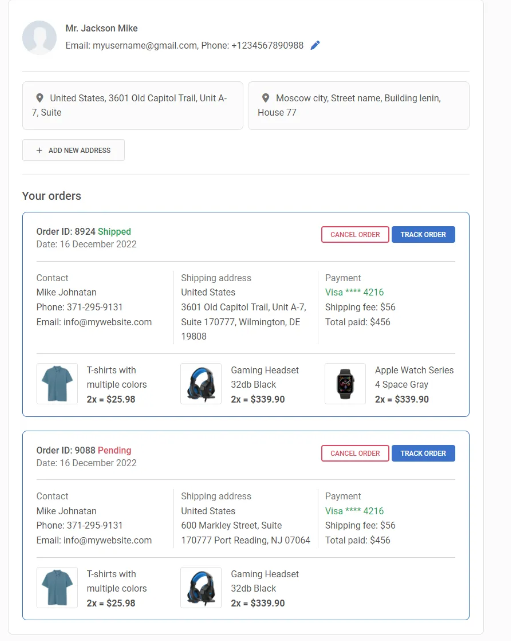 Mr. Jackson Mike
Email: myusername@gmail.com, Phone: +1234567890988
United States, 3601 Old Capitol Trail, Unit A-
7, Suite
Moscow city, Street name, Building lenin,
House 77
+ ADD NEW ADDRESS
Your orders
Order ID: 8924 Shipped
Date: 16 December 2022
CANCEL ORDER
TRACK ORDER
Contact
Mike Johnatan
Phone: 371-295-9131
Email: info@mywebsite.com
Shipping address
United States
3601 Old Capitol Trail, Unit A-7,
Suite 170777, Wilmington, DE
19808
Payment
Visa **** 4216
Shipping fee: $56
Total paid: $456
T-shirts with
multiple colors
2x = $25.98
Gaming Headset
32db Black
2x = $339.90
Apple Watch Series
4 Space Gray
2x = $339.90
Order ID: 9088 Pending
Date: 16 December 2022
CANCEL ORDER
TRACK ORDER
Contact
Mike Johnatan
Phone: 371-295-9131
Email: info@mywebsite.com
Shipping address
United States
600 Markley Street, Suite
170777 Port Reading, NJ 07064
Payment
Visa **** 4216
Shipping fee: $56
Total paid: $456
T-shirts with
multiple colors
2x = $25.98
Gaming Headset
32db Black
2x = $339.90